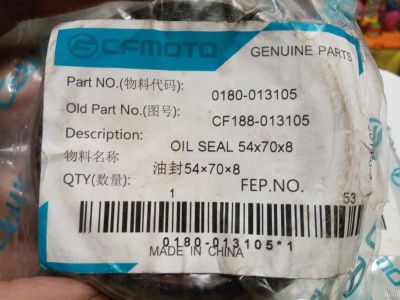 CFMOTO GENUINE PARTS
Part NO.(物料代码): 0180-013105
Old Part No.(图号): CF188-013105
Description: OIL SEAL 54x70x8
物料名称 油封54×70×8
QTY(数量): 1 FEP.NO. 53
0180-013105*1
MADE IN CHINA